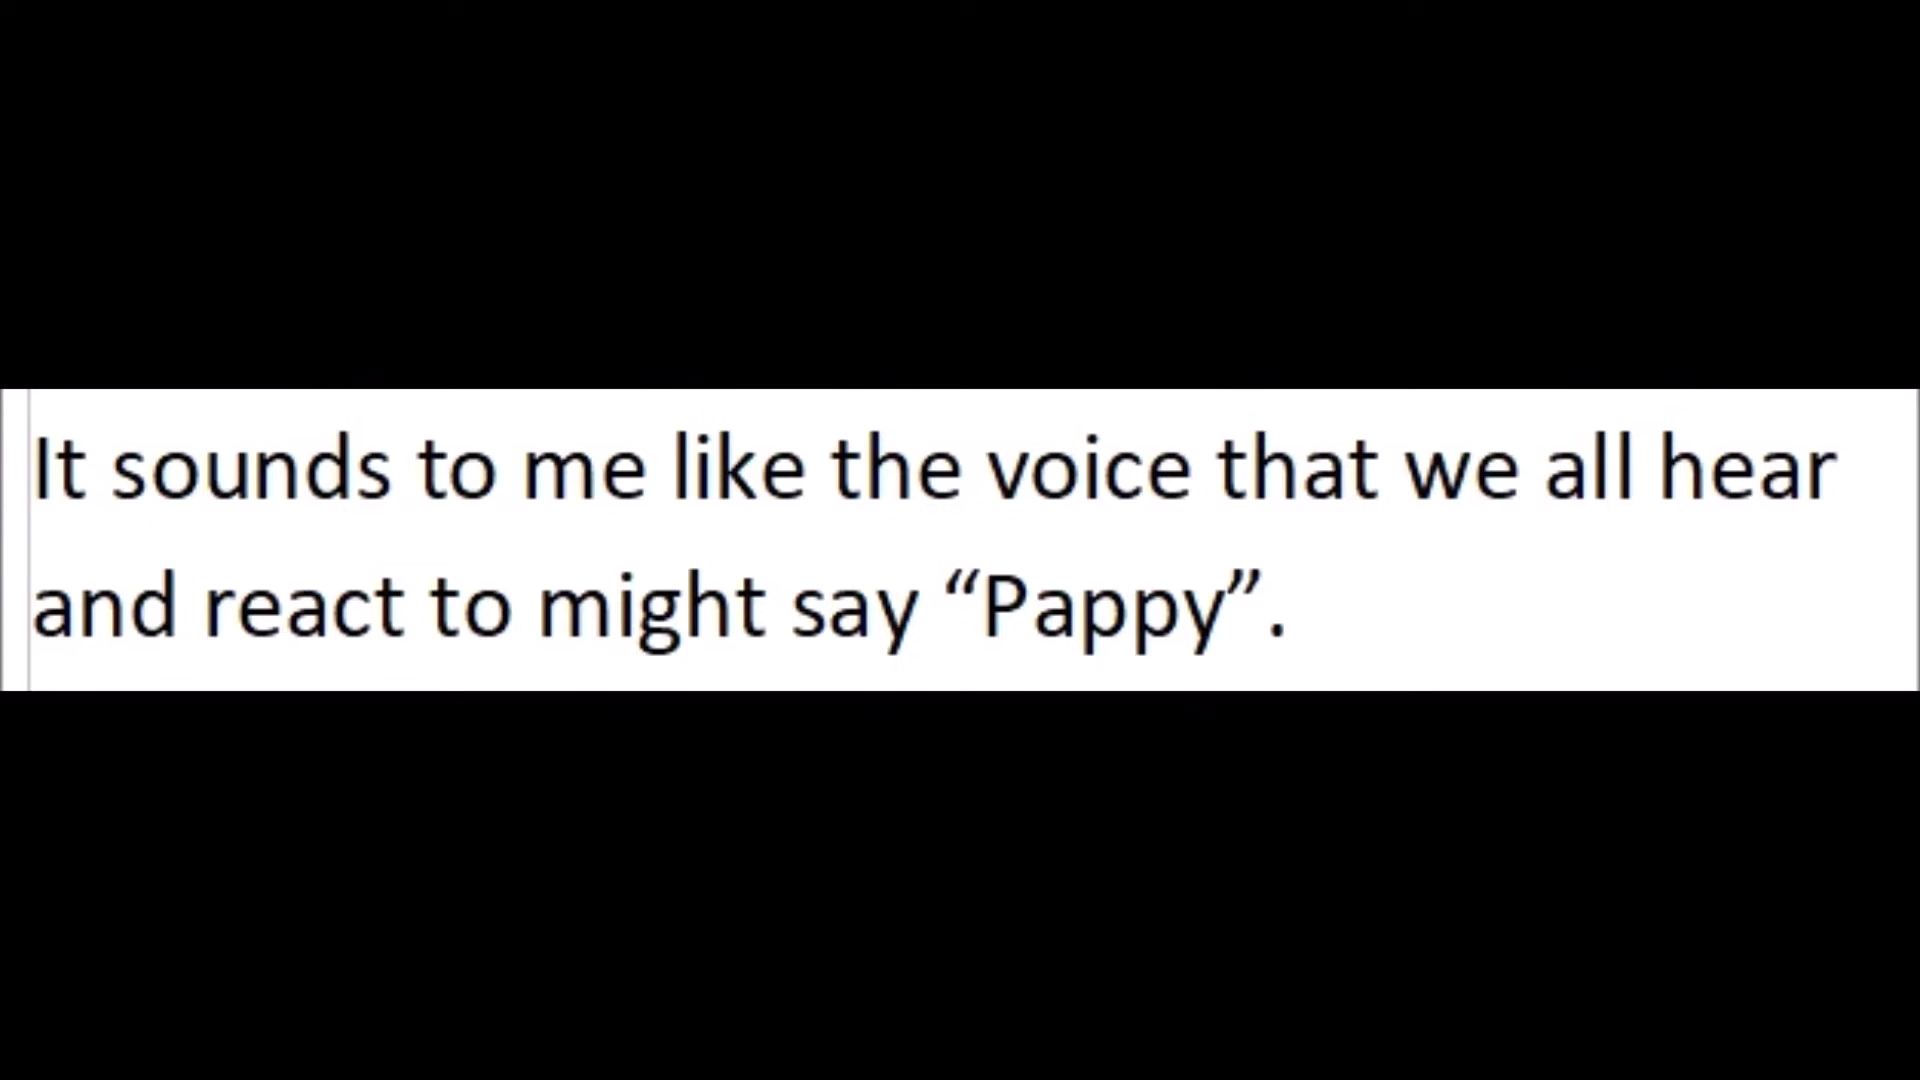 It sounds to me like the voice that we all hear
and react to might say “Pappy”.